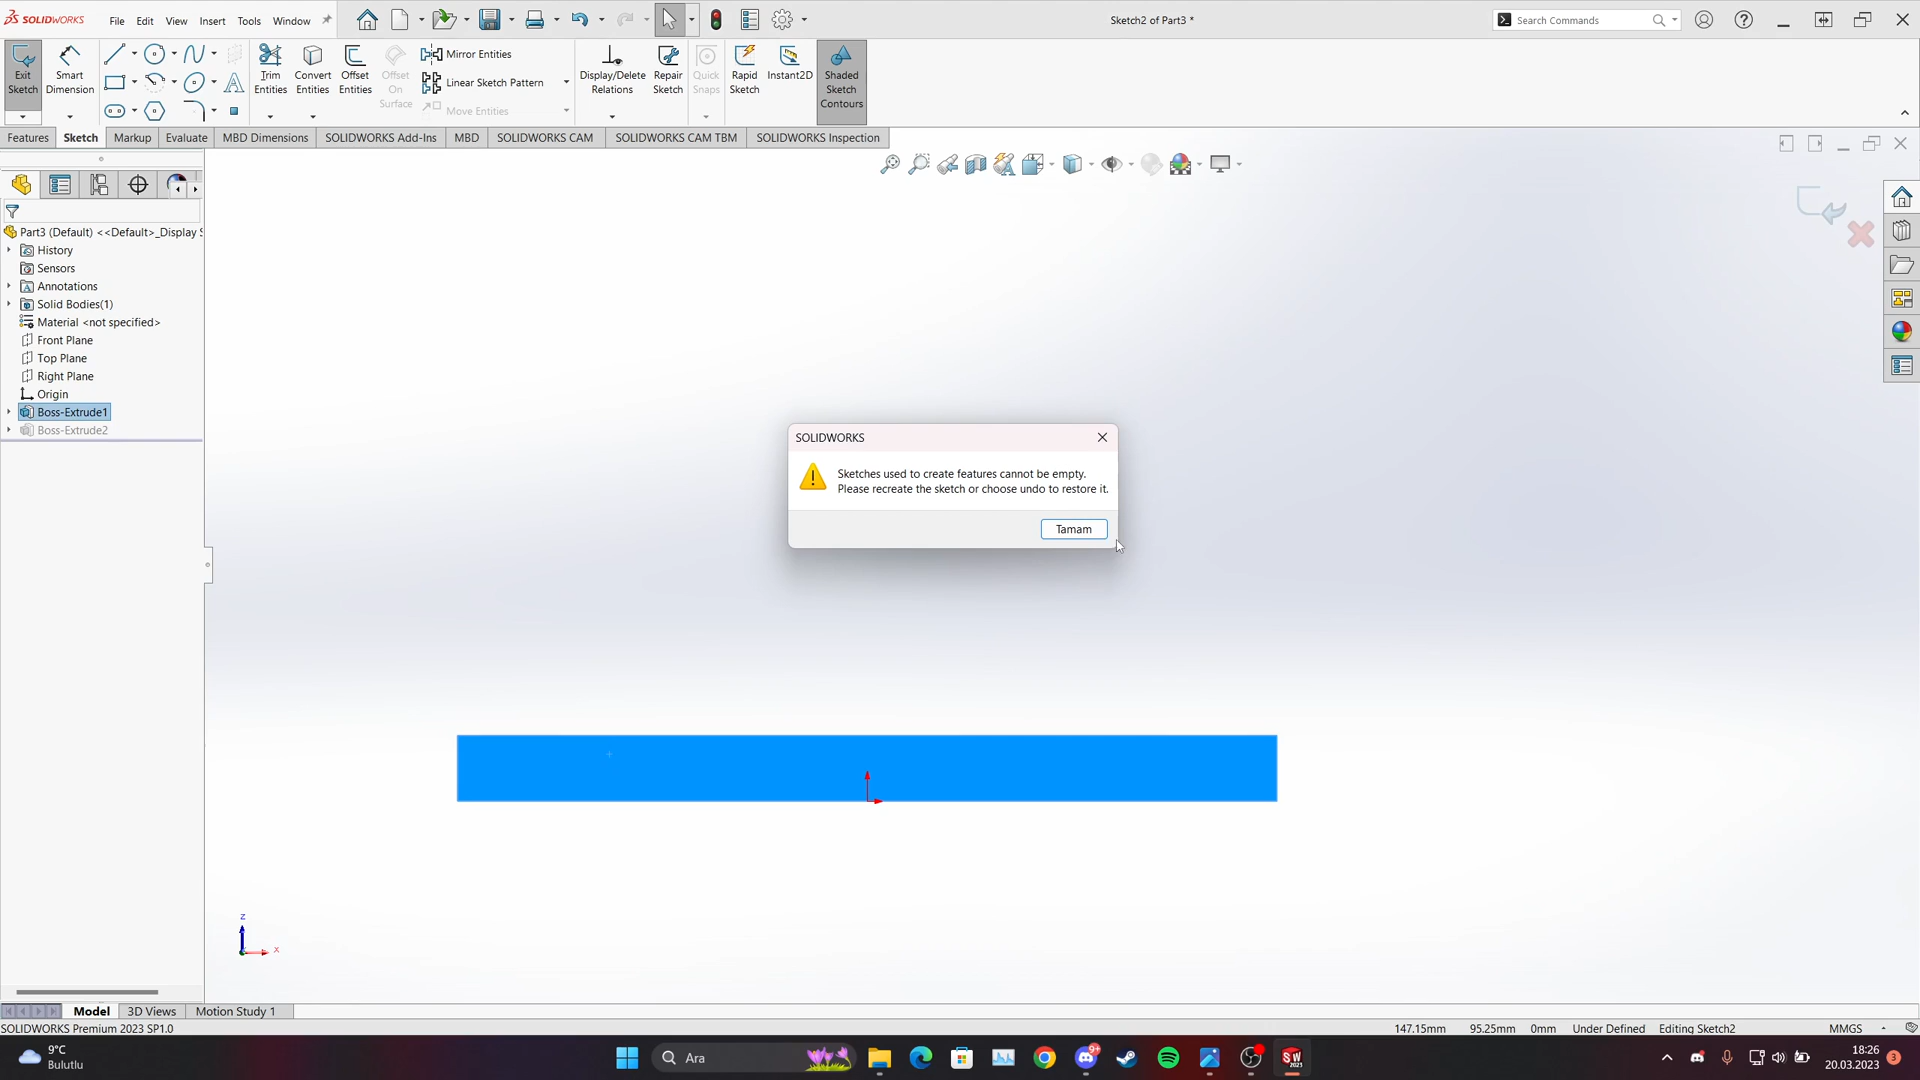 SOLIDWORKS File Edit View Insert Tools Window
Sketch2 of Part3 *
Search Commands
Exit Sketch
Smart Dimension
Trim Entities
Convert Entities
Offset Entities
Offset On Surface
Mirror Entities
Linear Sketch Pattern
Move Entities
Display/Delete Relations
Repair Sketch
Quick Snaps
Rapid Sketch
Instant2D
Shaded Sketch Contours
Features Sketch Markup Evaluate MBD Dimensions SOLIDWORKS Add-Ins MBD SOLIDWORKS CAM SOLIDWORKS CAM TBM SOLIDWORKS Inspection
Part3 (Default) <<Default>_Display S
History
Sensors
Annotations
Solid Bodies(1)
Material <not specified>
Front Plane
Top Plane
Right Plane
Origin
Boss-Extrude1
Boss-Extrude2
SOLIDWORKS
Sketches used to create features cannot be empty.
Please recreate the sketch or choose undo to restore it.
Tamam
Z
X
Model 3D Views Motion Study 1
SOLIDWORKS Premium 2023 SP1.0
147.15mm 95.25mm 0mm Under Defined Editing Sketch2 MMGS
9°C
Bulutlu
Ara
9+
SW
2023
18:26
20.03.2023
3